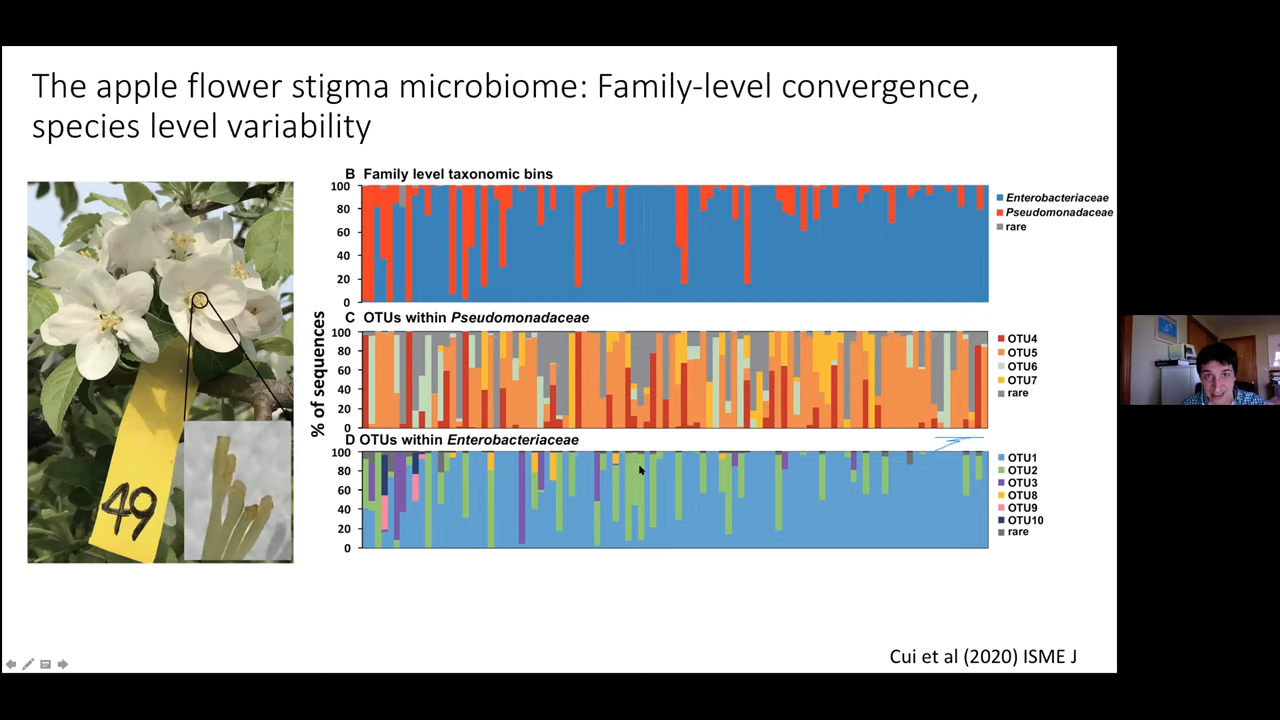 The apple flower stigma microbiome: Family-level convergence,
species level variability
49
% of sequences
B Family level taxonomic bins
100
80
60
40
20
0
Enterobacteriaceae
Pseudomonadaceae
rare
C OTUs within Pseudomonadaceae
100
80
60
40
20
0
OTU4
OTU5
OTU6
OTU7
rare
D OTUs within Enterobacteriaceae
100
80
60
40
20
0
OTU1
OTU2
OTU3
OTU8
OTU9
OTU10
rare
Cui et al (2020) ISME J